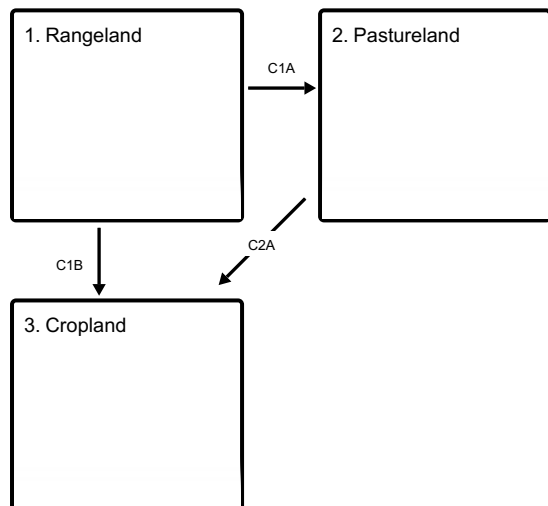 1. Rangeland
2. Pastureland
C1A
C2A
C1B
3. Cropland